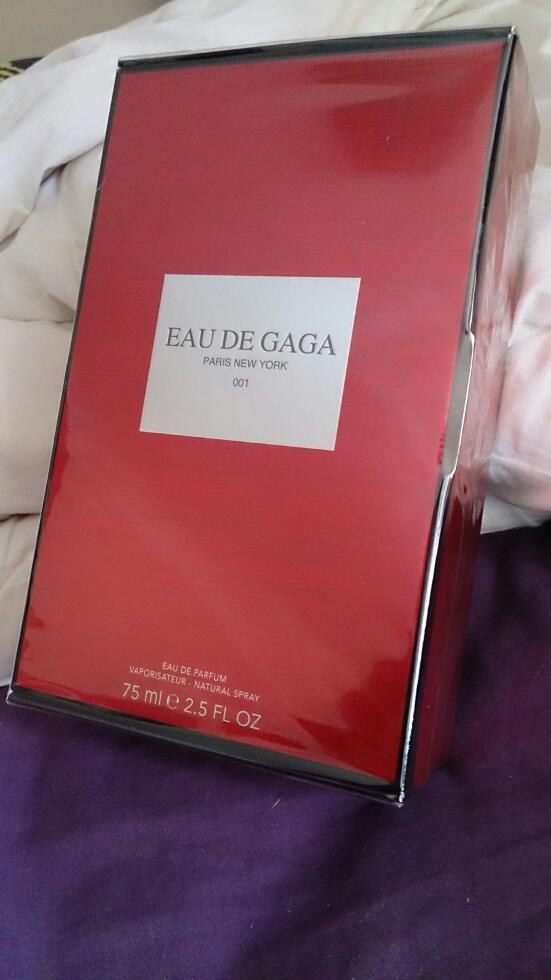 EAU DE GAGA
PARIS NEW YORK
001
EAU DE PARFUM
VAPORISATEUR - NATURAL SPRAY
75 ml ℮ 2.5 FL OZ